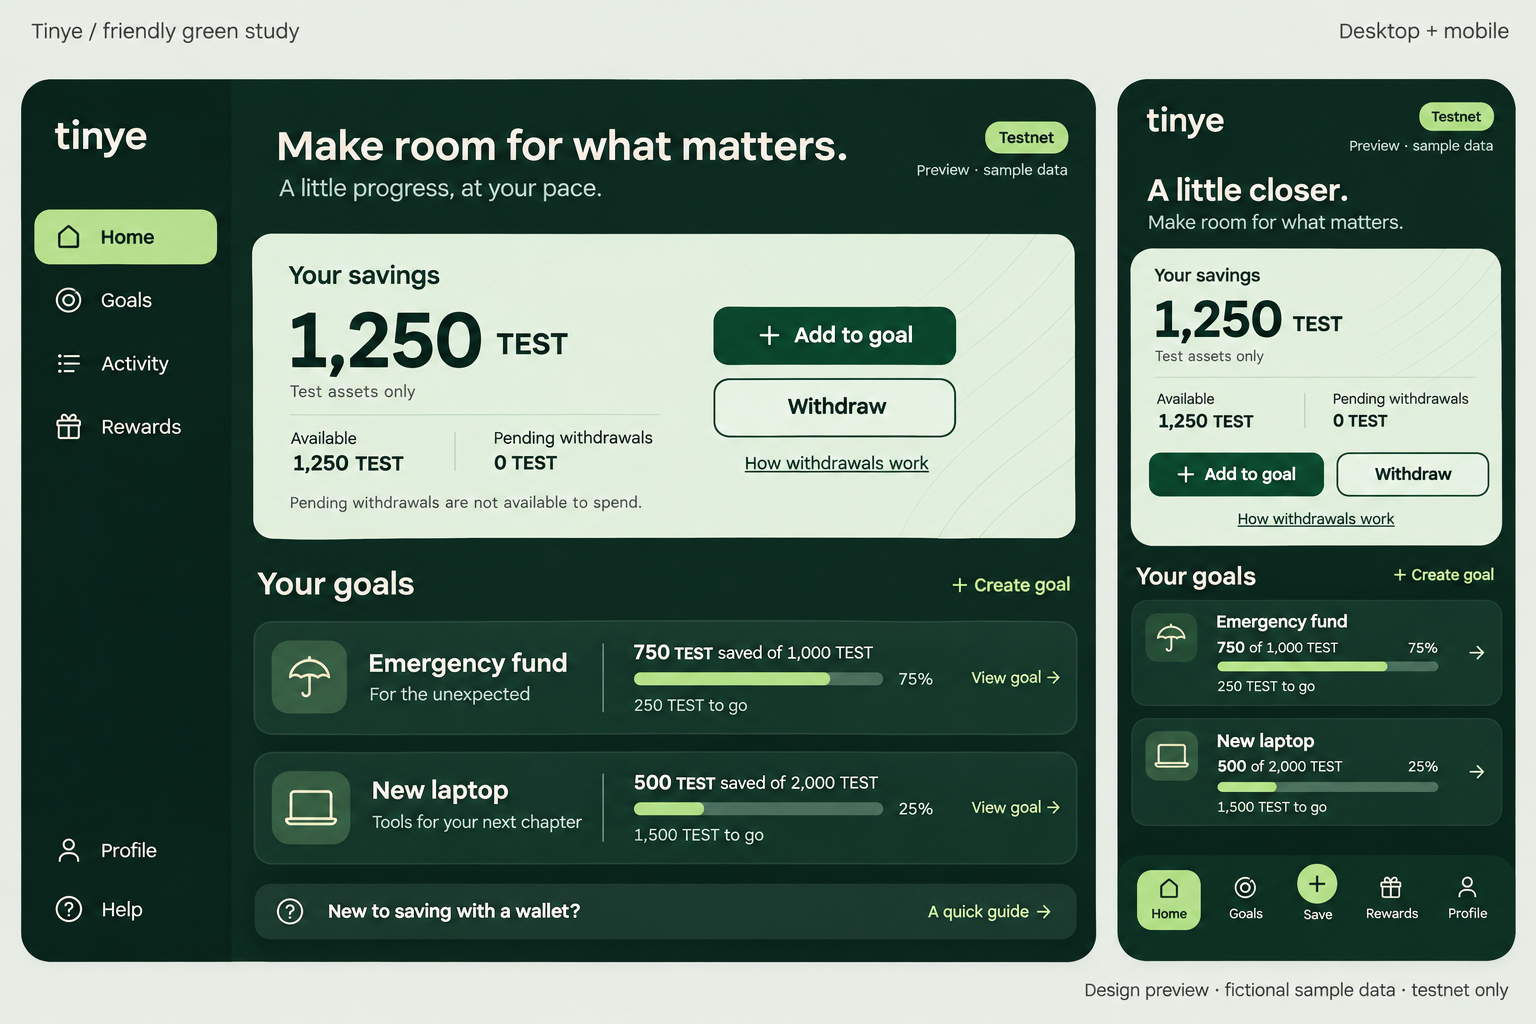 Tinye / friendly green study
Desktop + mobile
tinye
Home
Goals
Activity
Rewards
Profile
Help
Make room for what matters.
A little progress, at your pace.
Testnet
Preview · sample data
Your savings
1,250 TEST
Test assets only
Available
1,250 TEST
Pending withdrawals
0 TEST
Pending withdrawals are not available to spend.
+ Add to goal
Withdraw
How withdrawals work
Your goals
+ Create goal
Emergency fund
For the unexpected
750 TEST saved of 1,000 TEST
75%
250 TEST to go
View goal →
New laptop
Tools for your next chapter
500 TEST saved of 2,000 TEST
25%
1,500 TEST to go
View goal →
? New to saving with a wallet?
A quick guide →
tinye
Testnet
Preview · sample data
A little closer.
Make room for what matters.
Your savings
1,250 TEST
Test assets only
Available
1,250 TEST
Pending withdrawals
0 TEST
+ Add to goal
Withdraw
How withdrawals work
Your goals
+ Create goal
Emergency fund
750 of 1,000 TEST
75%
250 TEST to go
New laptop
500 of 2,000 TEST
25%
1,500 TEST to go
Home
Goals
Save
Rewards
Profile
Design preview · fictional sample data · testnet only